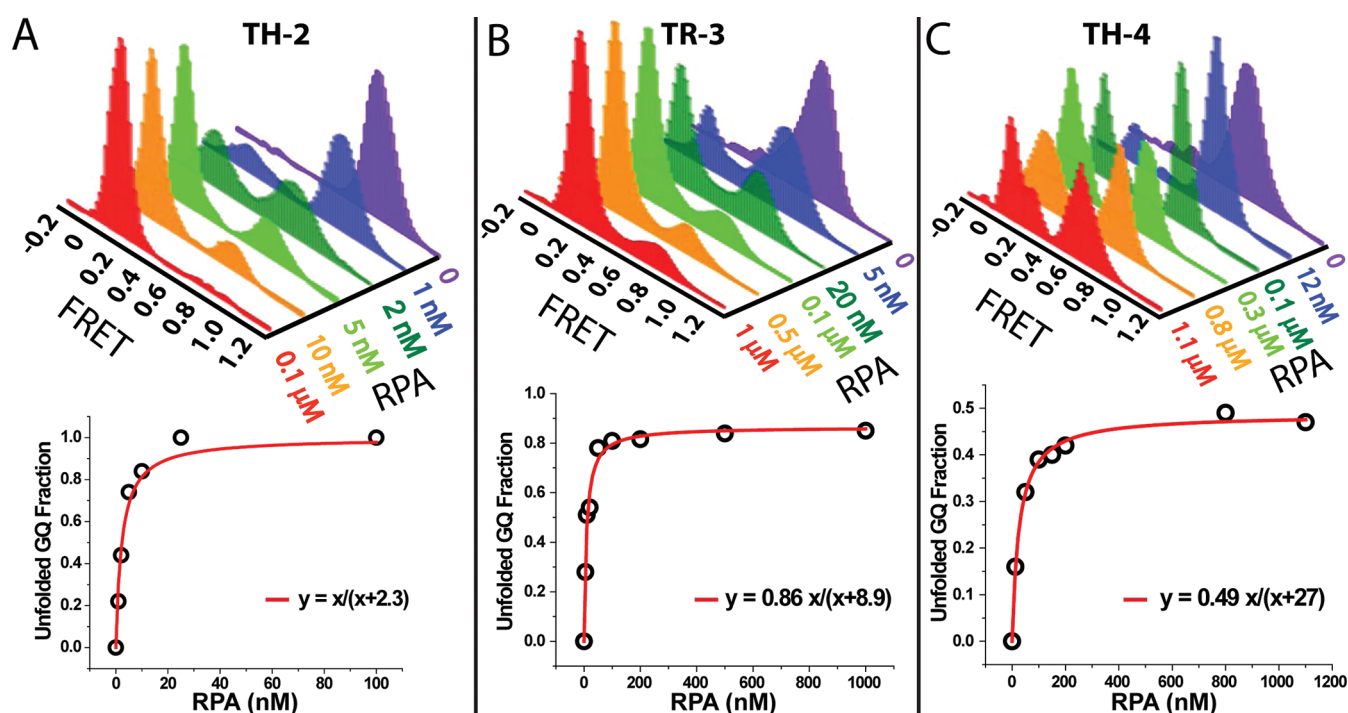 A
TH-2
-0.2
0
0.2
0.4
0.6
0.8
1.0
1.2
FRET
0.1 μM
10 nM
5 nM
2 nM
1 nM
0
RPA
Unfolded GQ Fraction
1.0
0.8
0.6
0.4
0.2
0.0
y = x/(x+2.3)
0
20
40
60
80
100
RPA (nM)
B
TR-3
-0.2
0
0.2
0.4
0.6
0.8
1.0
1.2
FRET
1 μM
0.5 μM
0.1 μM
20 nM
5 nM
0
RPA
Unfolded GQ Fraction
1.0
0.8
0.6
0.4
0.2
0.0
y = 0.86 x/(x+8.9)
0
200
400
600
800
1000
RPA (nM)
C
TH-4
-0.2
0
0.2
0.4
0.6
0.8
1.0
1.2
FRET
1.1 μM
0.8 μM
0.3 μM
0.1 μM
12 nM
0
RPA
Unfolded GQ Fraction
0.5
0.4
0.3
0.2
0.1
0.0
y = 0.49 x/(x+27)
0
200
400
600
800
1000
1200
RPA (nM)